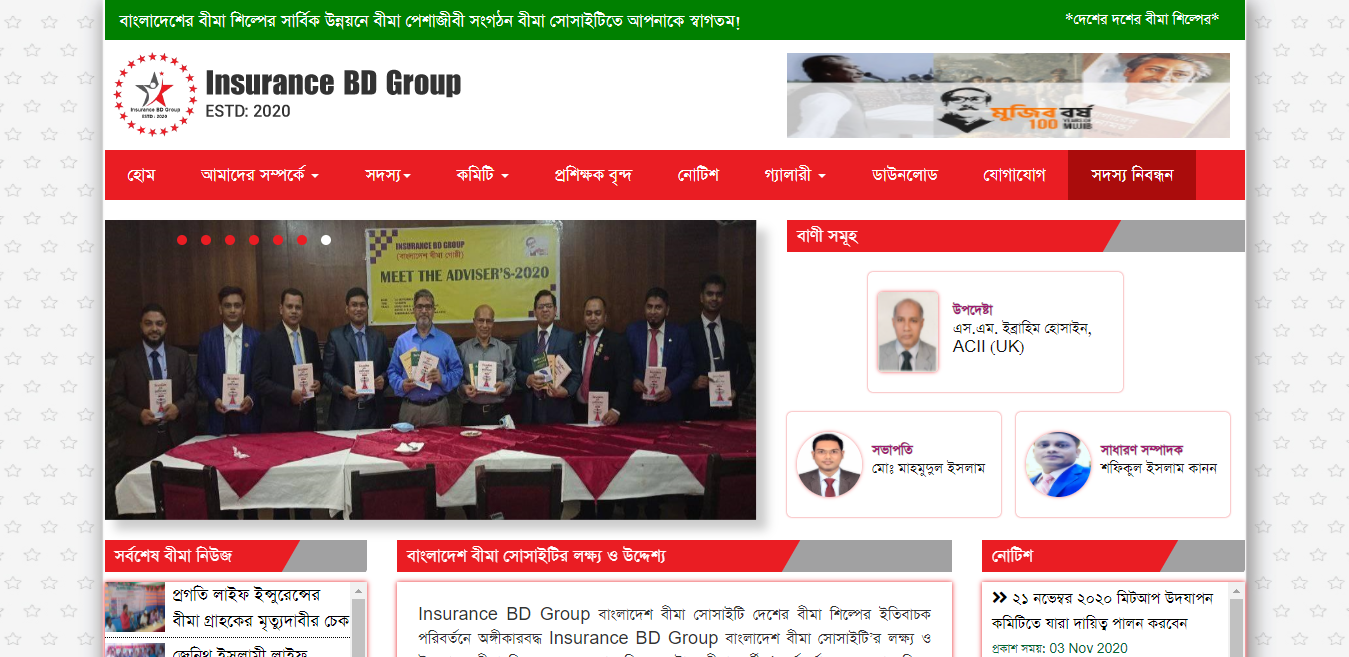 বাংলাদেশের বীমা শিল্পের সার্বিক উন্নয়নে বীমা পেশাজীবী সংগঠন বীমা সোসাইটিতে আপনাকে স্বাগতম!
*দেশের দশের বীমা শিল্পের*
Insurance BD Group
ESTD: 2020
Insurance BD Group
ESTD: 2020
মুজিব বর্ষ
100 YEARS OF MUJIB
হোম
আমাদের সম্পর্কে
সদস্য
কমিটি
প্রশিক্ষক বৃন্দ
নোটিশ
গ্যালারী
ডাউনলোড
যোগাযোগ
সদস্য নিবন্ধন
INSURANCE BD GROUP
(বাংলাদেশ বীমা গোষ্ঠী)
MEET THE ADVISER'S-2020
বাণী সমূহ
উপদেষ্টা
এস.এম. ইব্রাহিম হোসাইন,
ACII (UK)
সভাপতি
মোঃ মাহমুদুল ইসলাম
সাধারণ সম্পাদক
শফিকুল ইসলাম কানন
সর্বশেষ বীমা নিউজ
প্রগতি লাইফ ইন্সুরেন্সের
বীমা গ্রাহকের মৃত্যুদাবীর চেক
জেনিথ ইসলামী লাইফ
বাংলাদেশ বীমা সোসাইটির লক্ষ্য ও উদ্দেশ্য
Insurance BD Group বাংলাদেশ বীমা সোসাইটি দেশের বীমা শিল্পের ইতিবাচক
পরিবর্তনে অঙ্গীকারবদ্ধ Insurance BD Group বাংলাদেশ বীমা সোসাইটি'র লক্ষ্য ও
নোটিশ
২১ নভেম্বর ২০২০ মিটআপ উদযাপন
কমিটিতে যারা দায়িত্ব পালন করবেন
প্রকাশ সময়: 03 Nov 2020